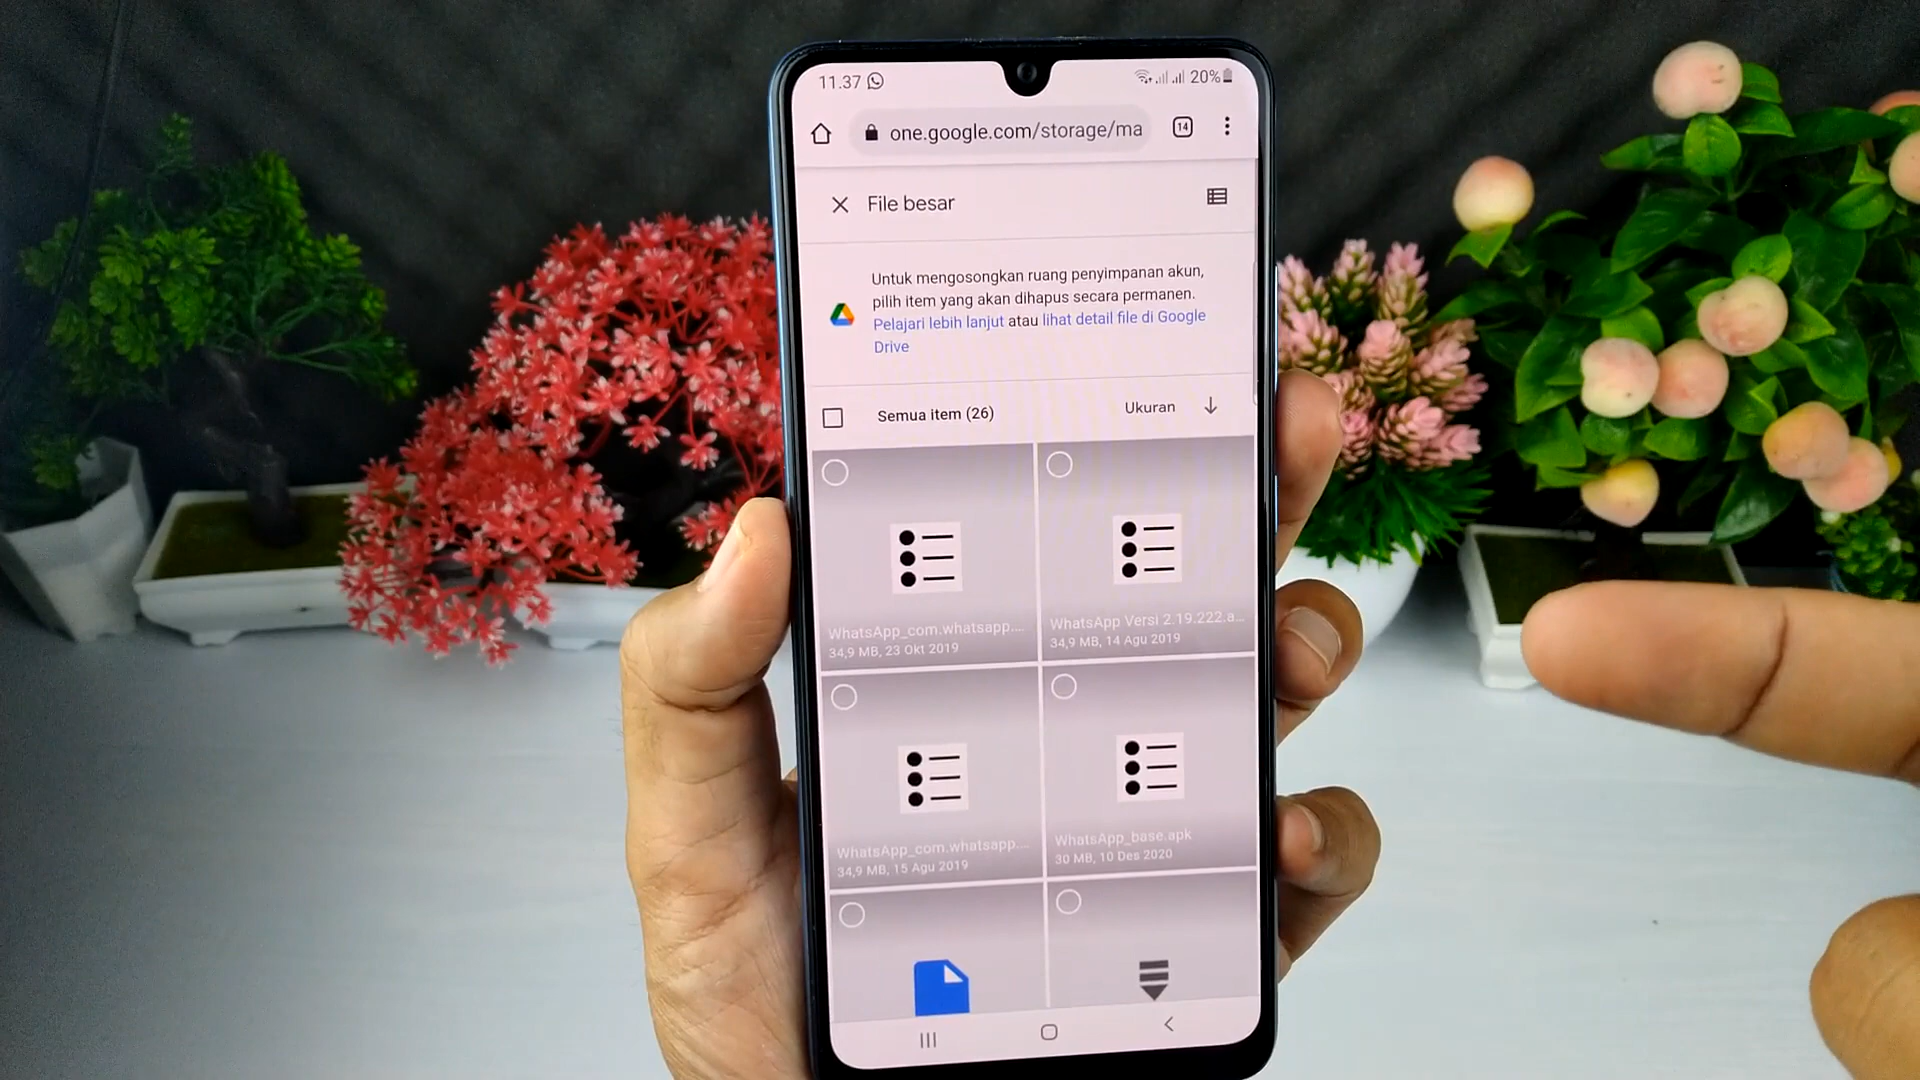 11.37
20%
one.google.com/storage/ma
14
File besar
Untuk mengosongkan ruang penyimpanan akun,
pilih item yang akan dihapus secara permanen.
Pelajari lebih lanjut atau lihat detail file di Google
Drive
Semua item (26)
Ukuran
WhatsApp_com.whatsapp....
34,9 MB, 23 Okt 2019
WhatsApp Versi 2.19.222.a...
34,9 MB, 14 Agu 2019
WhatsApp_com.whatsapp....
34,9 MB, 15 Agu 2019
WhatsApp_base.apk
30 MB, 10 Des 2020